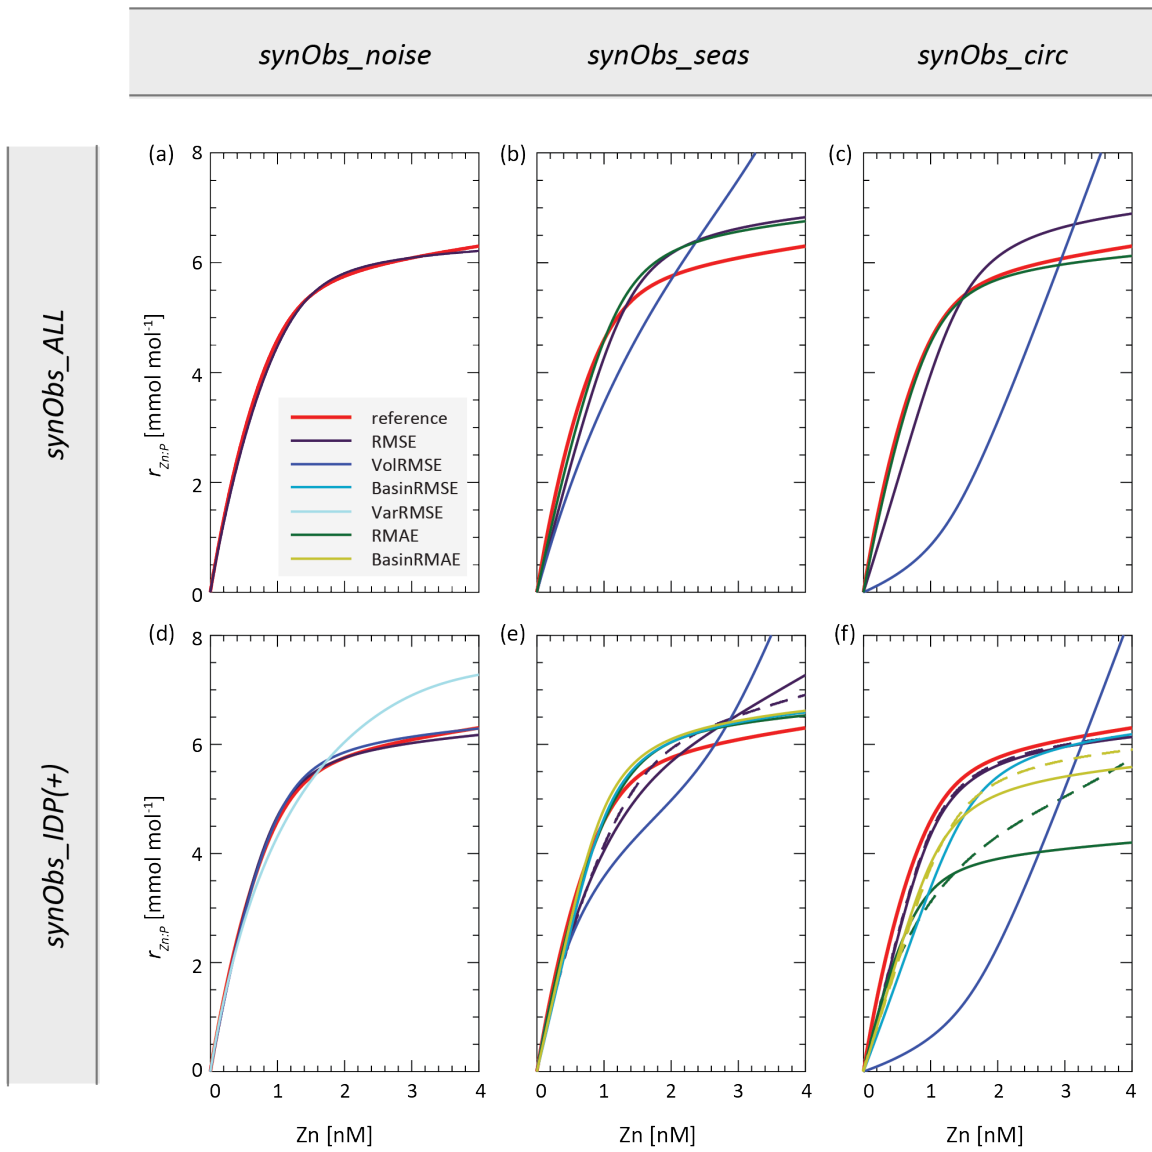 synObs_noise synObs_seas synObs_circ
synObs_ALL
(a) (b) (c)
8
6
4
2
0
r_Zn:P [mmol mol⁻¹]
reference
RMSE
VolRMSE
BasinRMSE
VarRMSE
RMAE
BasinRMAE
synObs_IDP(+)
(d) (e) (f)
8
6
4
2
0
r_Zn:P [mmol mol⁻¹]
0 1 2 3 4 0 1 2 3 4 0 1 2 3 4
Zn [nM] Zn [nM] Zn [nM]